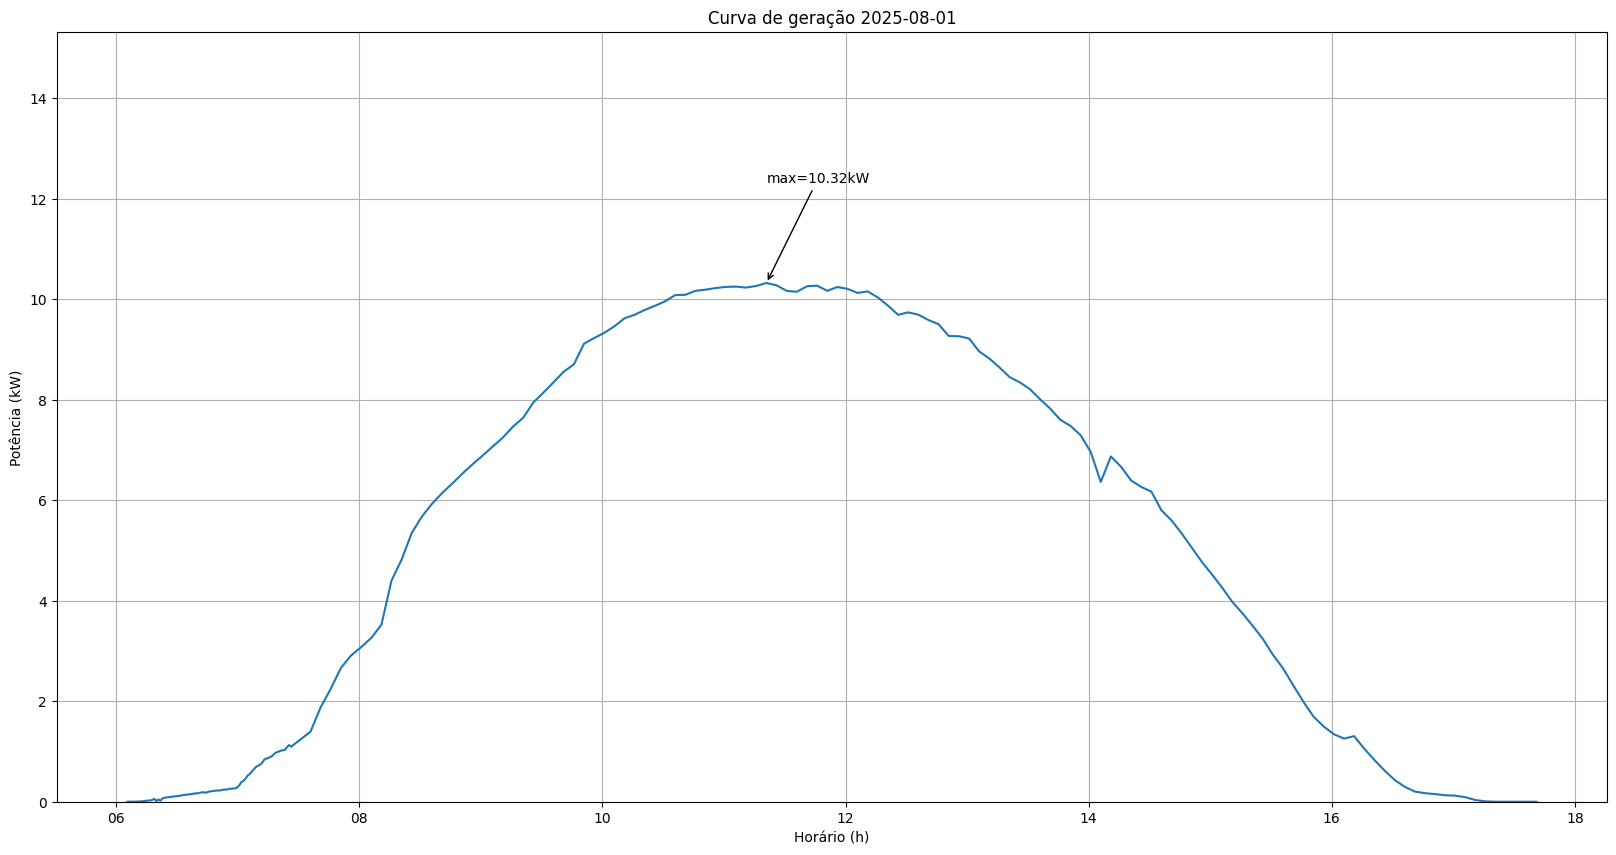 Curva de geração 2025-08-01
14
max=10.32kW
12
10
8
6
4
2
0
Potência (kW)
06 08 10 12 14 16 18
Horário (h)